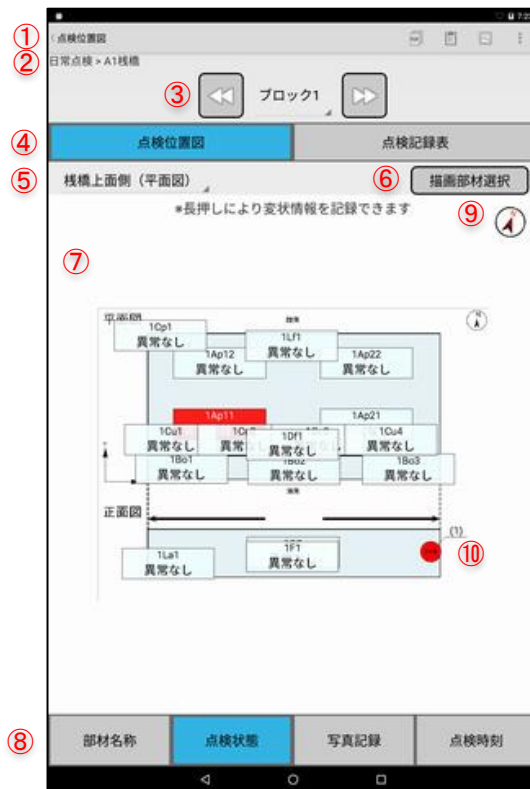 7:22
① 〈点検位置図
② 日常点検 > A1桟橋
③ ブロック1
④ 点検位置図 点検記録表
⑤ 桟橋上面側（平面図） ⑥ 描画部材選択
*長押しにより変状情報を記録できます ⑨
⑦
平面図
1Cp1
異常なし
1Lf1
異常なし
1Ap12
異常なし
1Ap22
異常なし
1Ap11
1Ap21
1Cu1
異常なし
異常なし
1Df1
異常なし
1Cu4
異常なし
1Bo1
異常なし
1Bo2
異常なし
1Bo3
異常なし
正面図
(1)
1La1
異常なし
1F1
異常なし
⑩
⑧ 部材名称 点検状態 写真記録 点検時刻